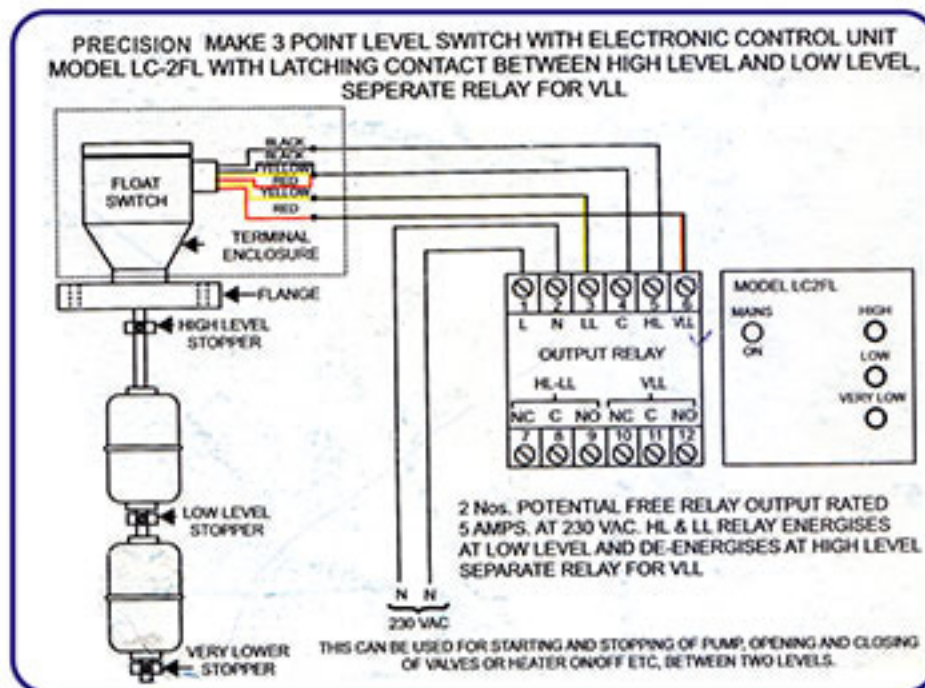 PRECISION MAKE 3 POINT LEVEL SWITCH WITH ELECTRONIC CONTROL UNIT
MODEL LC-2FL WITH LATCHING CONTACT BETWEEN HIGH LEVEL AND LOW LEVEL,
SEPERATE RELAY FOR VLL
BLACK
BLACK
YELLOW
RED
YELLOW
RED
FLOAT
SWITCH
TERMINAL
ENCLOSURE
FLANGE
HIGH LEVEL
STOPPER
LOW LEVEL
STOPPER
VERY LOWER
STOPPER
1 2 3 4 5 6
L N LL C HL VLL
OUTPUT RELAY
HL-LL VLL
NC C NO NC C NO
7 8 9 10 11 12
MODEL LC2FL
MAINS
ON
HIGH
LOW
VERY LOW
2 Nos. POTENTIAL FREE RELAY OUTPUT RATED
5 AMPS. AT 230 VAC. HL & LL RELAY ENERGISES
AT LOW LEVEL AND DE-ENERGISES AT HIGH LEVEL
SEPARATE RELAY FOR VLL
N N
230 VAC
THIS CAN BE USED FOR STARTING AND STOPPING OF PUMP, OPENING AND CLOSING
OF VALVES OR HEATER ON/OFF ETC, BETWEEN TWO LEVELS.